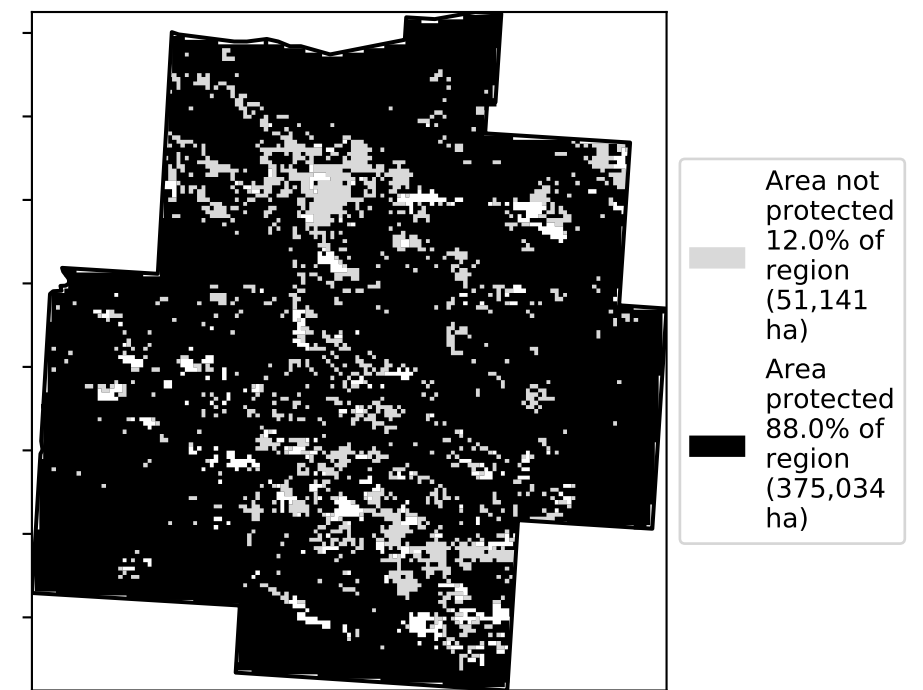 Area not
protected
12.0% of
region
(51,141
ha)
Area
protected
88.0% of
region
(375,034
ha)